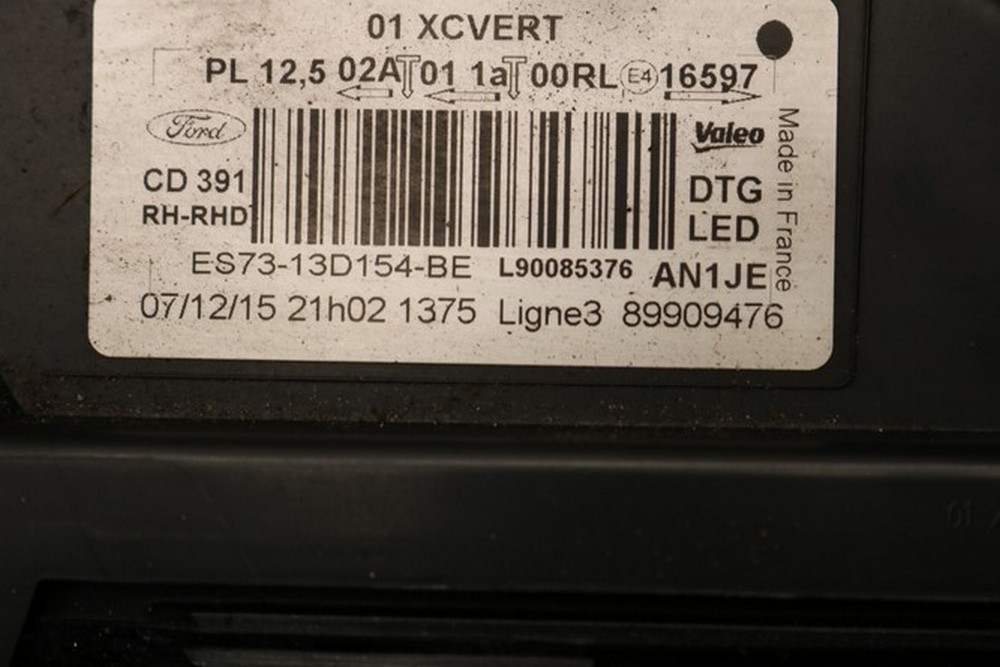 01 XCVERT
PL 12,5 02A 01 1a 00RL E4 16597
Ford
Valeo
CD 391
RH-RHD
DTG
LED
Made in France
ES73-13D154-BE L90085376 AN1JE
07/12/15 21h02 1375 Ligne3 89909476